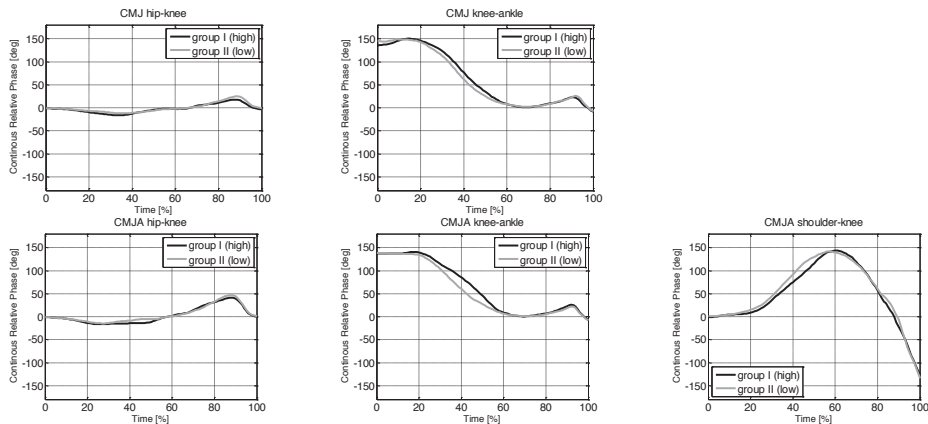 CMJ hip-knee
Continous Relative Phase [deg]
150
100
50
0
-50
-100
-150
group I (high)
group II (low)
0 20 40 60 80 100
Time [%]
CMJ knee-ankle
Continous Relative Phase [deg]
150
100
50
0
-50
-100
-150
group I (high)
group II (low)
0 20 40 60 80 100
Time [%]
CMJA hip-knee
Continous Relative Phase [deg]
150
100
50
0
-50
-100
-150
group I (high)
group II (low)
0 20 40 60 80 100
Time [%]
CMJA knee-ankle
Continous Relative Phase [deg]
150
100
50
0
-50
-100
-150
group I (high)
group II (low)
0 20 40 60 80 100
Time [%]
CMJA shoulder-knee
Continous Relative Phase [deg]
150
100
50
0
-50
-100
-150
group I (high)
group II (low)
0 20 40 60 80 100
Time [%]